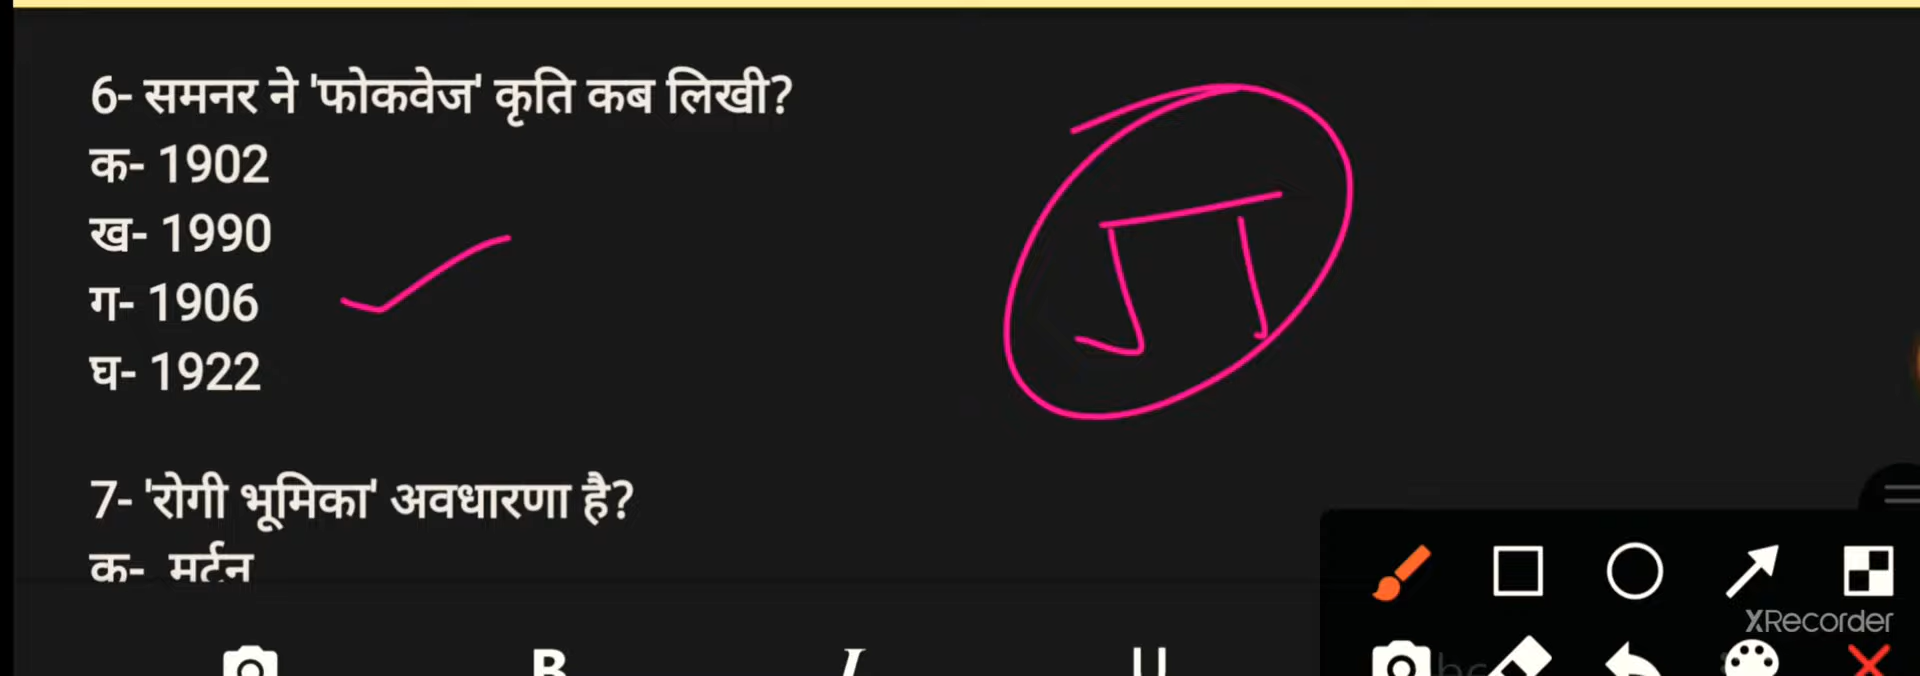 6- समनर ने 'फोकवेज' कृति कब लिखी?
क- 1902
ख- 1990
ग- 1906
घ- 1922
ग
7- 'रोगी भूमिका' अवधारणा है?
क- मर्टन
XRecorder
B I U